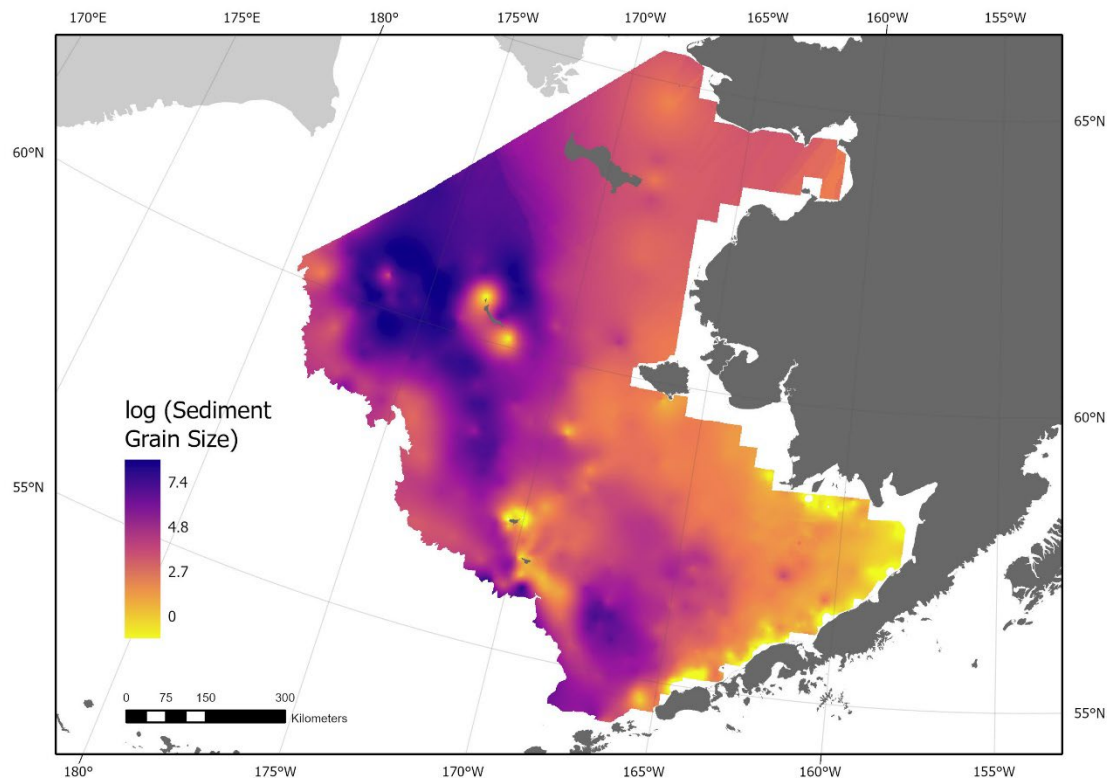 170°E 175°E 180° 175°W 170°W 165°W 160°W 155°W
65°N
60°N
60°N
55°N
55°N
log (Sediment
Grain Size)
7.4
4.8
2.7
0
0 75 150 300
Kilometers
180° 175°W 170°W 165°W 160°W 155°W